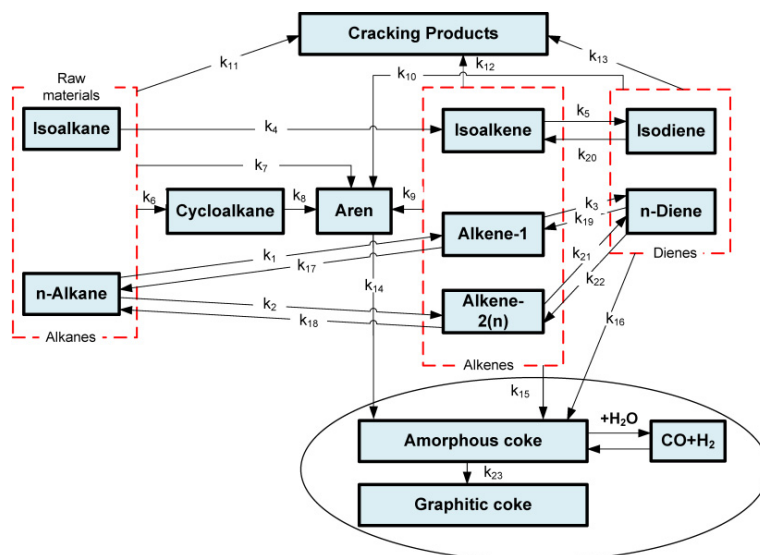 Cracking Products
k11
k12
k13
Raw
materials
k10
Isoalkane
k4
Isoalkene
k5
Isodiene
k20
k7
k6
Cycloalkane
k8
Aren
k9
k3
n-Diene
k19
Alkene-1
k1
k17
Dienes
k21
k22
n-Alkane
k2
k18
k14
Alkene-
2(n)
k16
Alkanes
Alkenes
k15
+H2O
Amorphous coke
CO+H2
k23
Graphitic coke